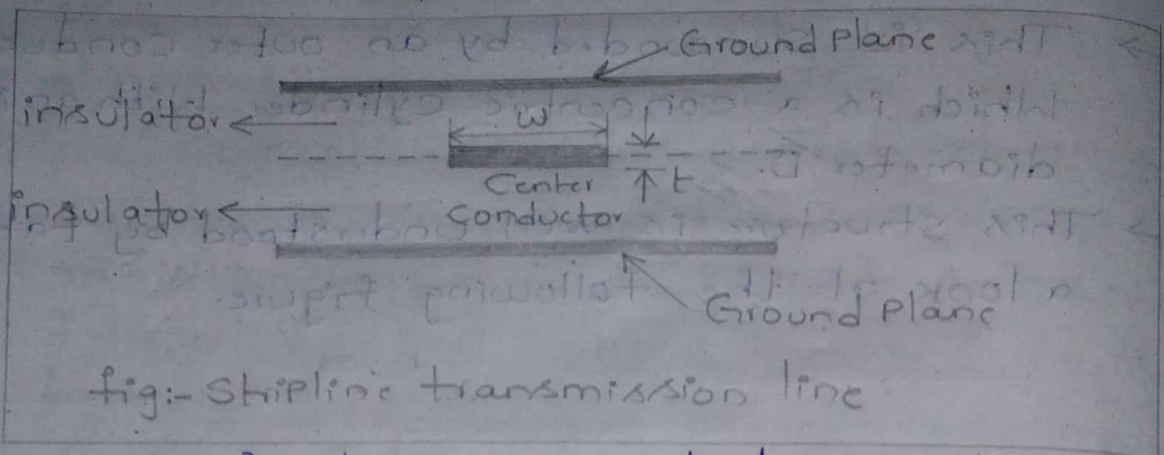 Ground Plane
insulator
w
t
Center
Conductor
insulator
Ground Plane
fig:- Stripline transmission line